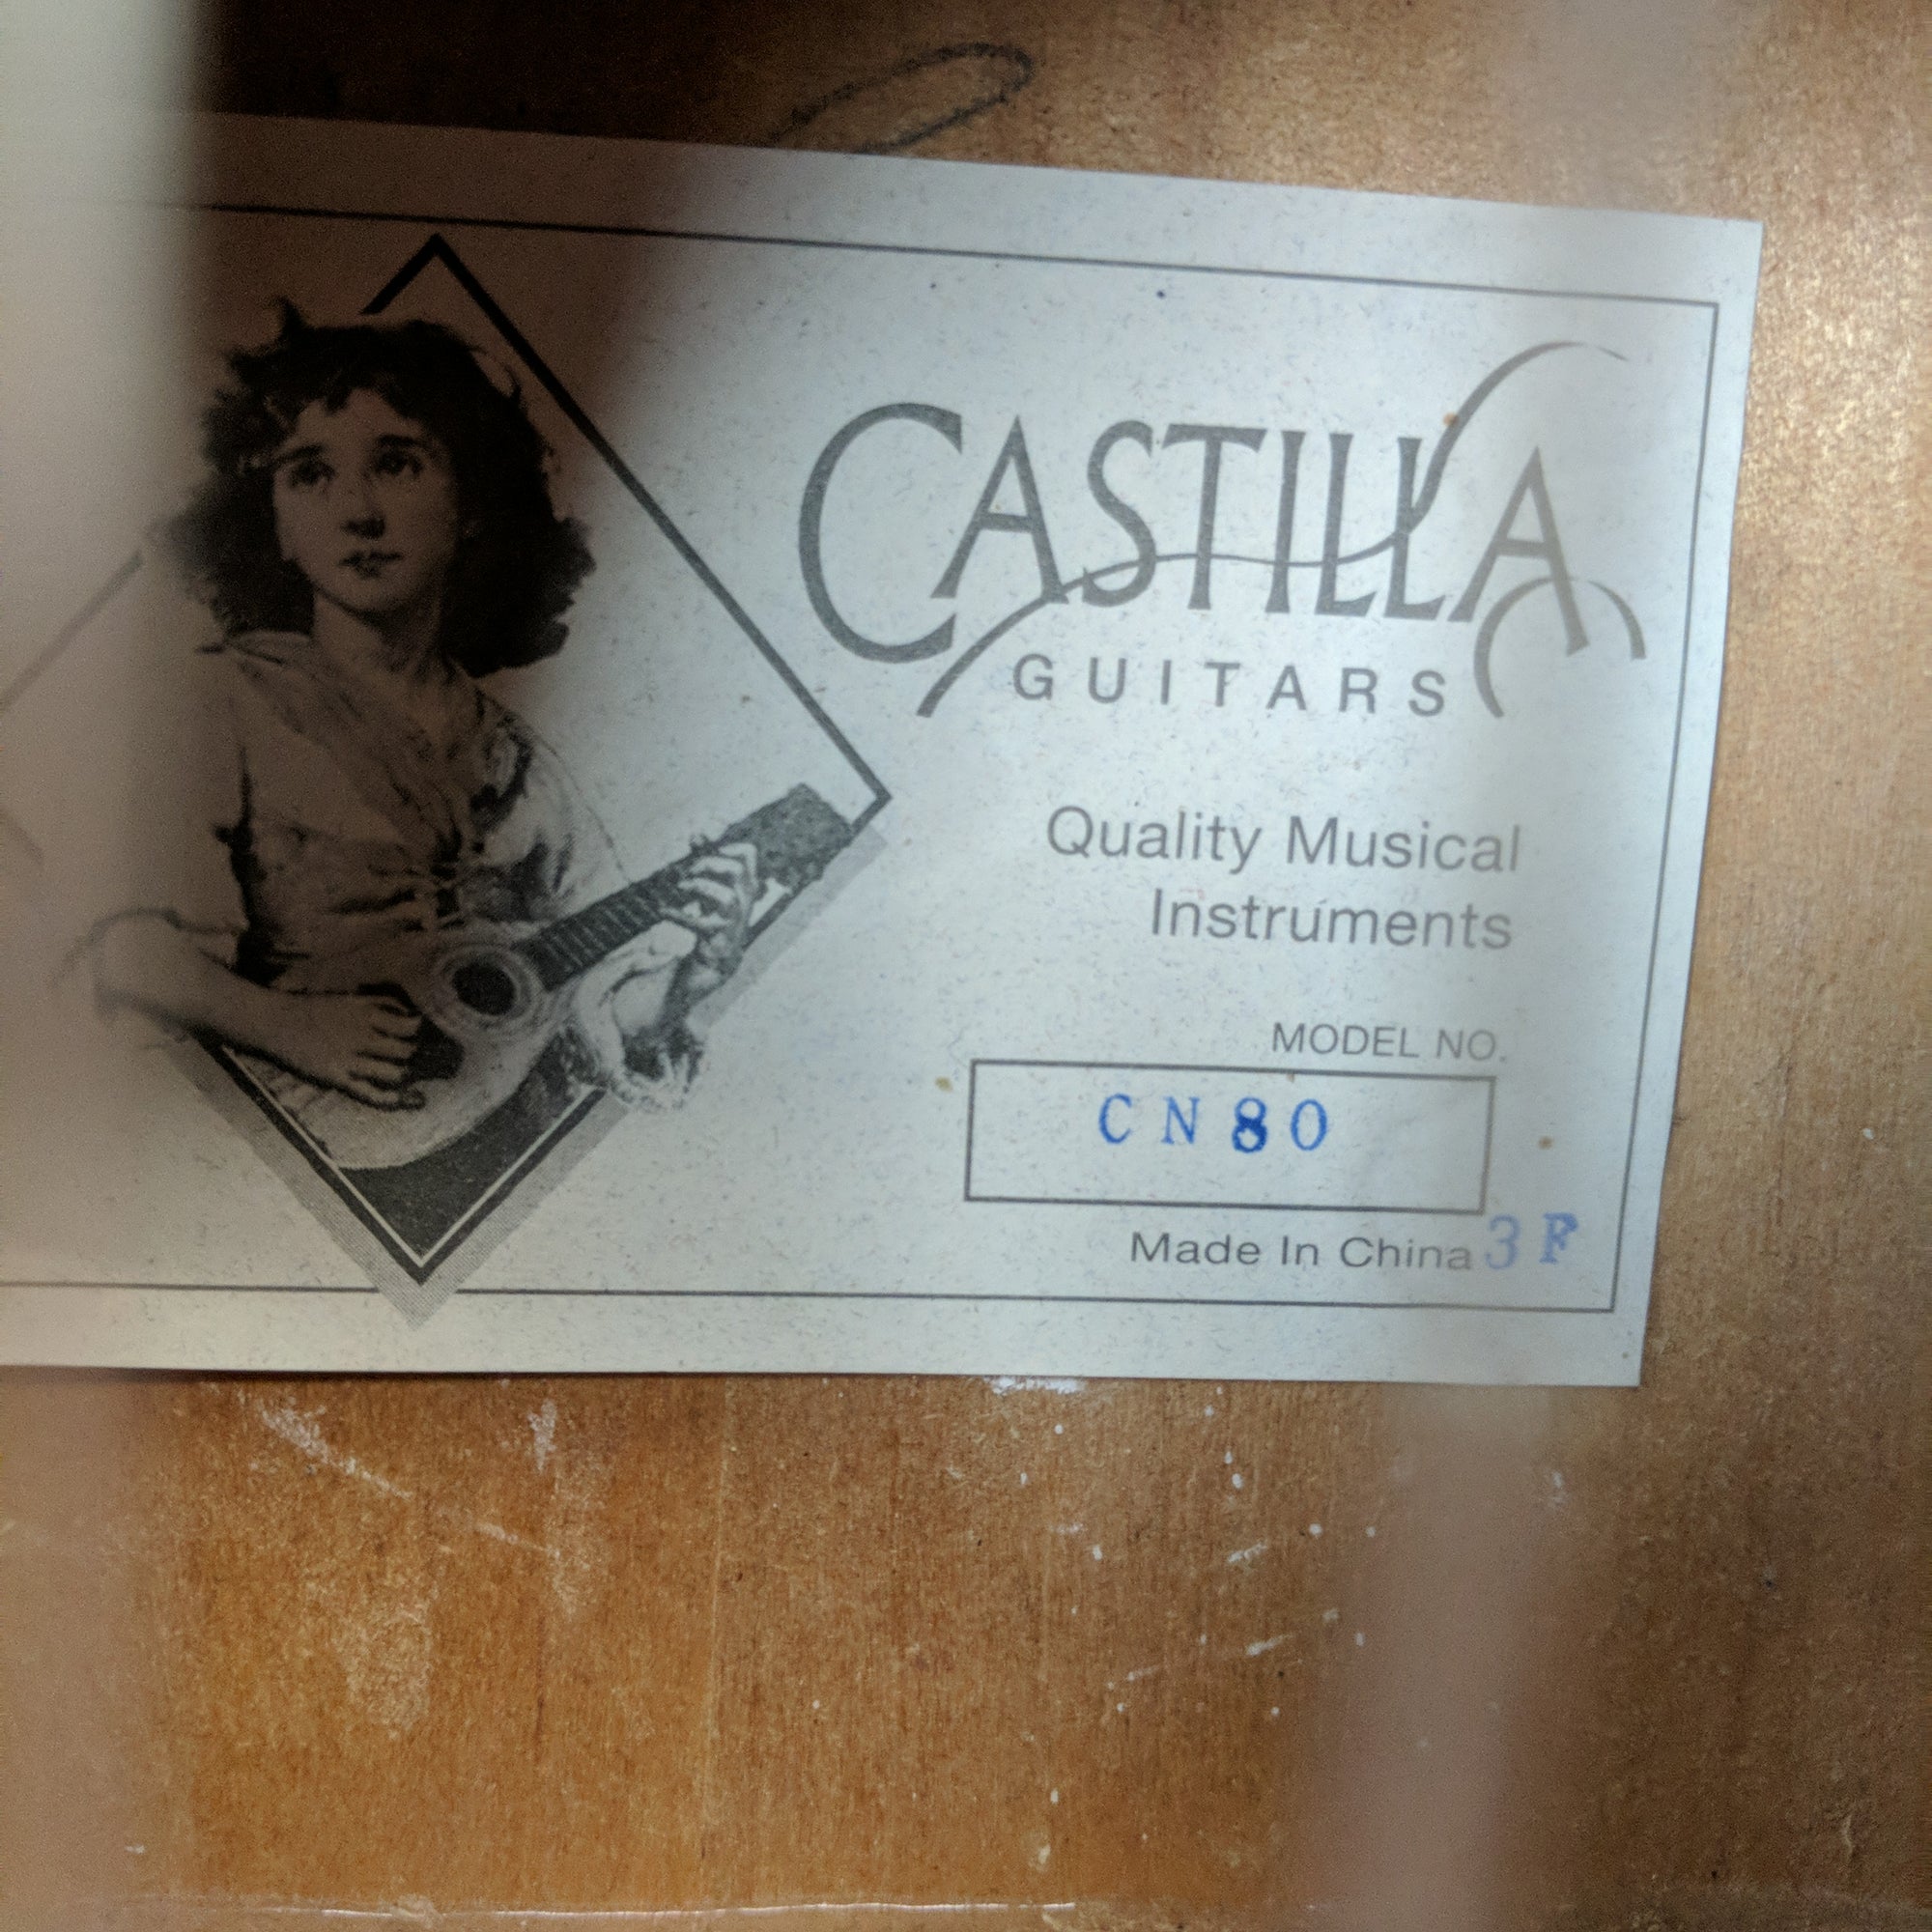 CASTILLA
GUITARS
Quality Musical
Instruments
MODEL NO.
CN80
Made In China 3F